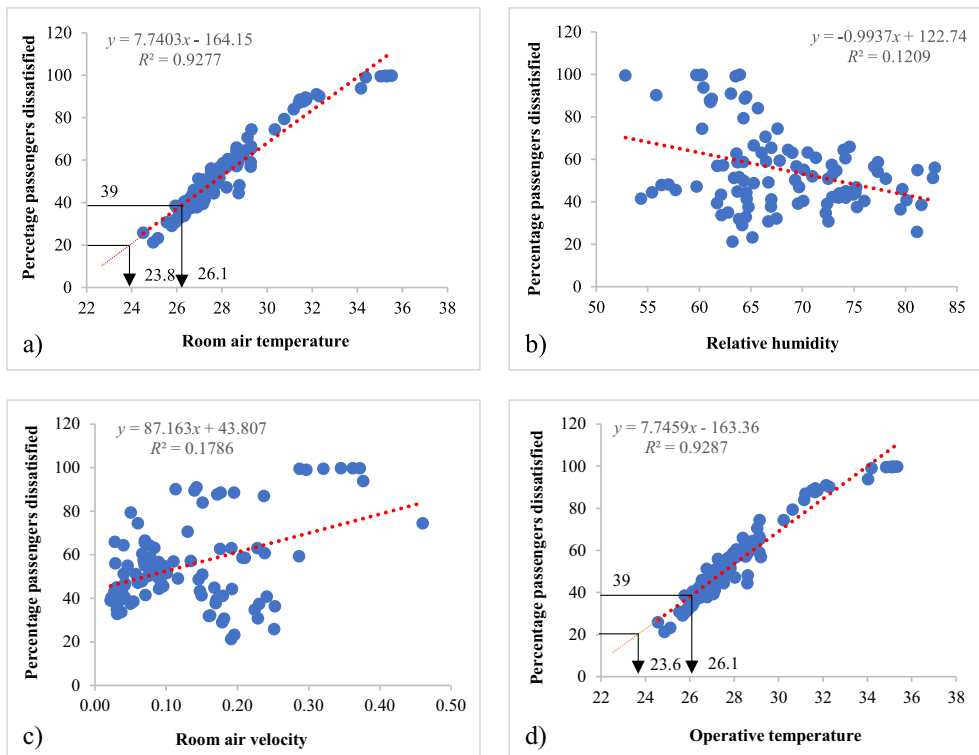 120
100
80
60
40
20
0
Percetage passengers dissatisfied
y = 7.7403x - 164.15
R² = 0.9277
39
23.8
26.1
22 24 26 28 30 32 34 36 38
Room air temperature
a)
120
100
80
60
40
20
0
Percentage passengers dissatisfied
y = -0.9937x + 122.74
R² = 0.1209
50 55 60 65 70 75 80 85
Relative humidity
b)
120
100
80
60
40
20
0
Percentage passengers dissatisfied
y = 87.163x + 43.807
R² = 0.1786
0.00 0.10 0.20 0.30 0.40 0.50
Room air velocity
c)
120
100
80
60
40
20
0
Percentage passengers dissatisfied
y = 7.7459x - 163.36
R² = 0.9287
39
23.6
26.1
22 24 26 28 30 32 34 36 38
Operative temperature
d)